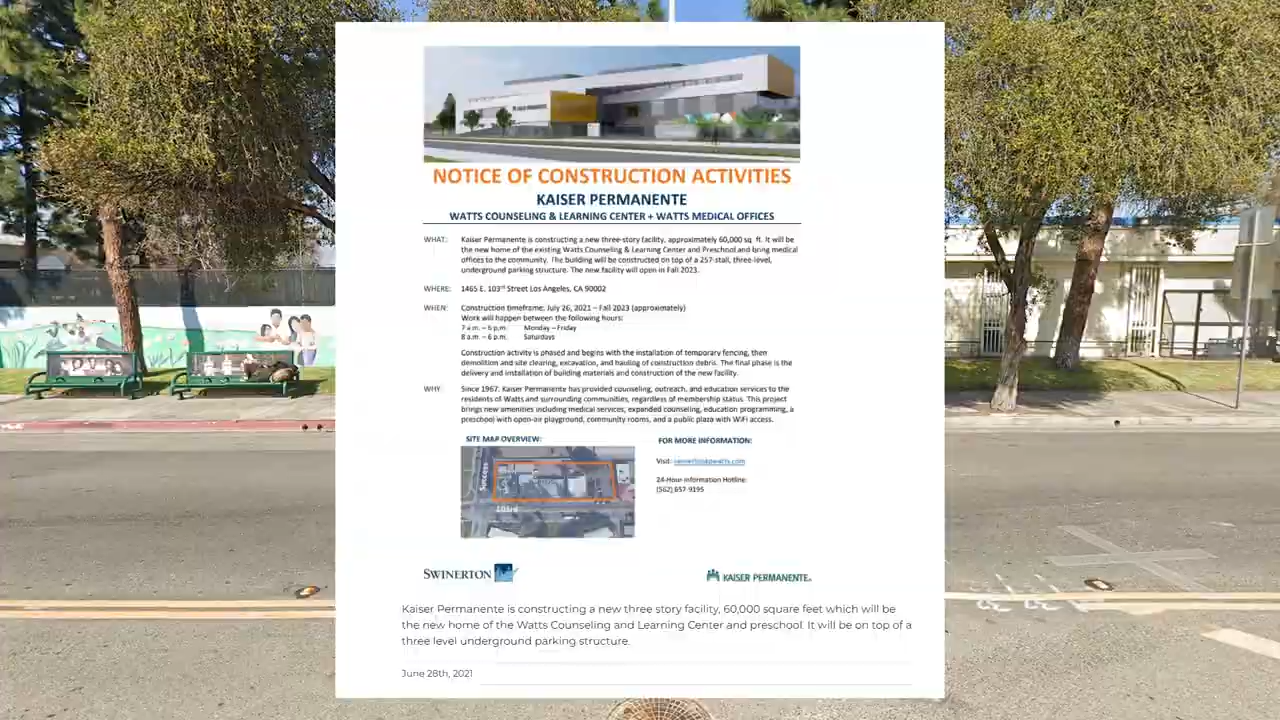 NOTICE OF CONSTRUCTION ACTIVITIES
KAISER PERMANENTE
WATTS COUNSELING & LEARNING CENTER + WATTS MEDICAL OFFICES
WHAT: Kaiser Permanente is constructing a new three-story facility, approximately 60,000 sq ft. It will be
the new home of the existing Watts Counseling & Learning Center and Preschool and bring medical
offices to the community. The building will be constructed on top of a 257-stall, three-level,
underground parking structure. The new facility will open in Fall 2023.
WHERE: 1465 E. 103rd Street Los Angeles, CA 90002
WHEN: Construction timeframe: July 26, 2021 – Fall 2023 (approximately)
Work will happen between the following hours:
7 a.m. – 6 p.m. Monday – Friday
8 a.m. – 6 p.m. Saturdays
Construction activity is phased and begins with the installation of temporary fencing, then
demolition and site clearing, excavation, and hauling of construction debris. The final phase is the
delivery and installation of building materials and construction of the new facility.
WHY: Since 1967, Kaiser Permanente has provided counseling, outreach, and education services to the
residents of Watts and surrounding communities, regardless of membership status. This project
brings new amenities including medical services, expanded counseling, education programming, a
preschool with open-air playground, community rooms, and a public plaza with WiFi access.
SITE MAP OVERVIEW:
FOR MORE INFORMATION:
Success
103rd
Visit:
24-Hour Information Hotline:
(562) 657-9195
SWINERTON
KAISER PERMANENTE.
Kaiser Permanente is constructing a new three story facility, 60,000 square feet which will be
the new home of the Watts Counseling and Learning Center and preschool. It will be on top of a
three level underground parking structure.
June 28th, 2021